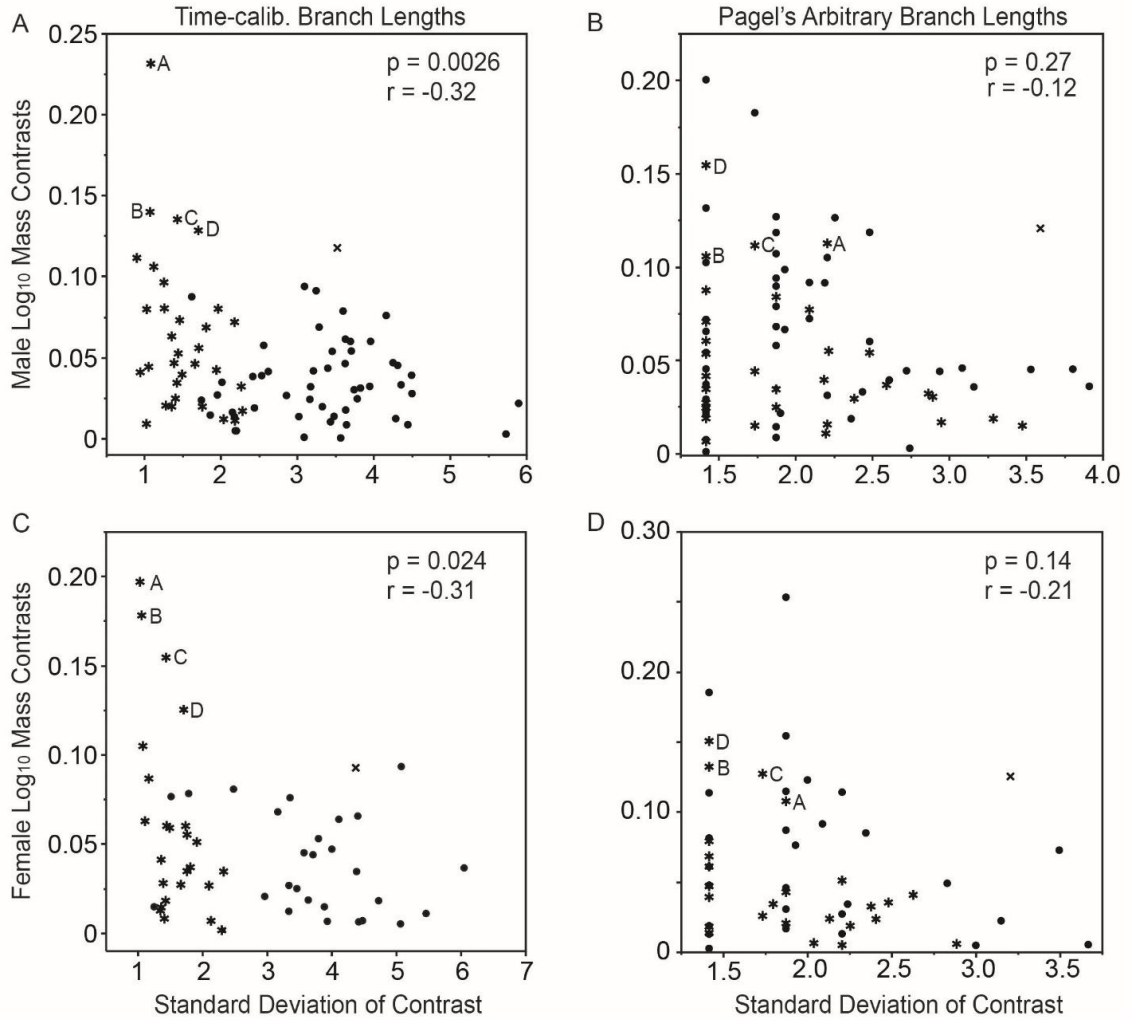 A
Time-calib. Branch Lengths
Male Log10 Mass Contrasts
0.25
0.20
0.15
0.10
0.05
0
p = 0.0026
r = -0.32
A
B
C
D
1
2
3
4
5
6
B
Pagel's Arbitrary Branch Lengths
0.20
0.15
0.10
0.05
0
p = 0.27
r = -0.12
D
B
C
A
1.5
2.0
2.5
3.0
3.5
4.0
C
Female Log10 Mass Contrasts
0.20
0.15
0.10
0.05
0
p = 0.024
r = -0.31
A
B
C
D
1
2
3
4
5
6
7
Standard Deviation of Contrast
D
0.30
0.20
0.10
0
p = 0.14
r = -0.21
D
B
C
A
1.5
2.0
2.5
3.0
3.5
Standard Deviation of Contrast